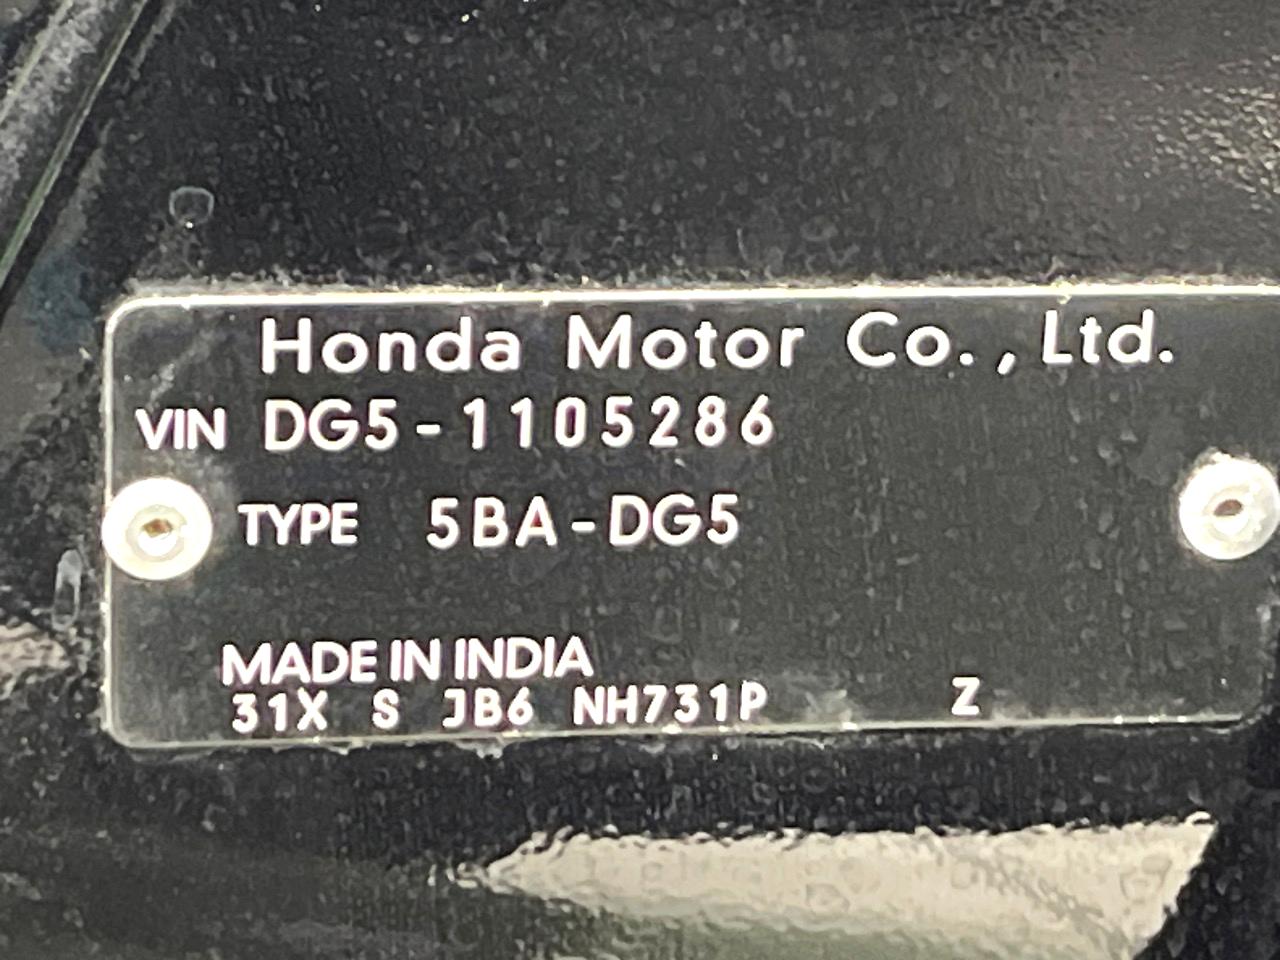 Honda Motor Co., Ltd.
VIN DG5-1105286
TYPE 5BA-DG5
MADE IN INDIA
31X S JB6 NH731P Z